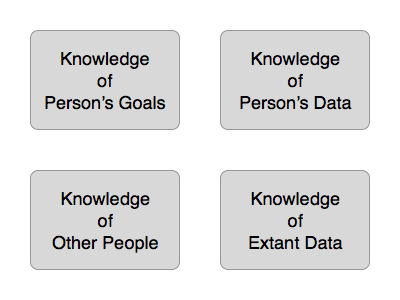 Knowledge
of
Person's Goals
Knowledge
of
Person's Data
Knowledge
of
Other People
Knowledge
of
Extant Data